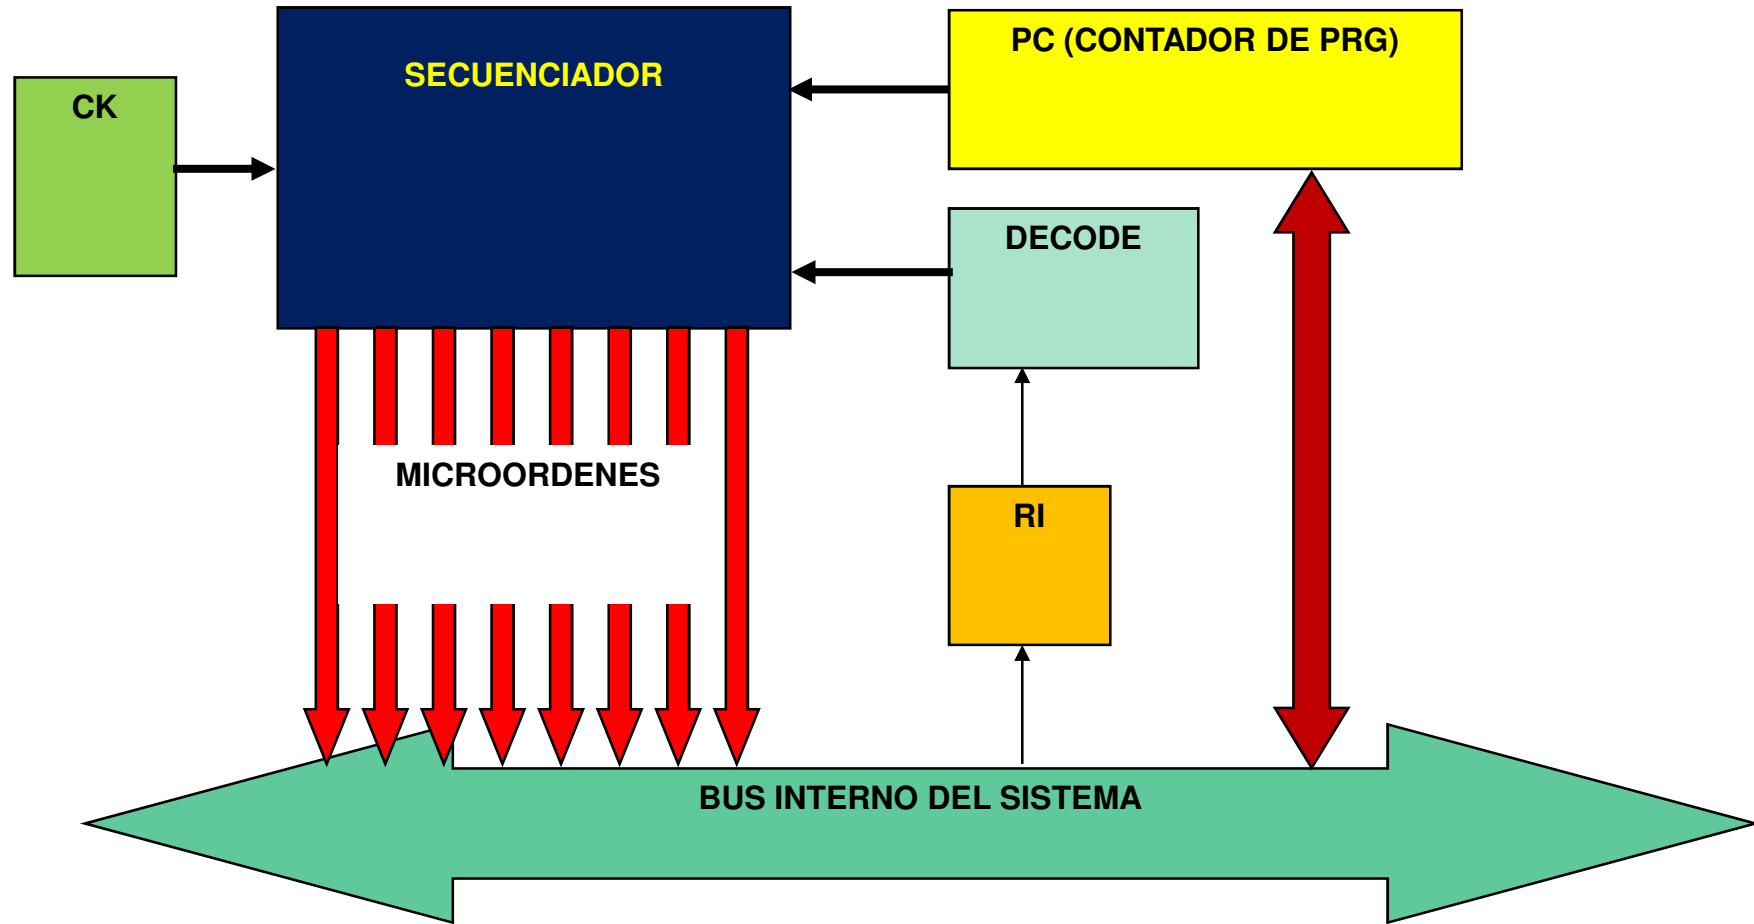 PC (CONTADOR DE PRG)
SECUENCIADOR
CK
DECODE
MICROORDENES
RI
BUS INTERNO DEL SISTEMA